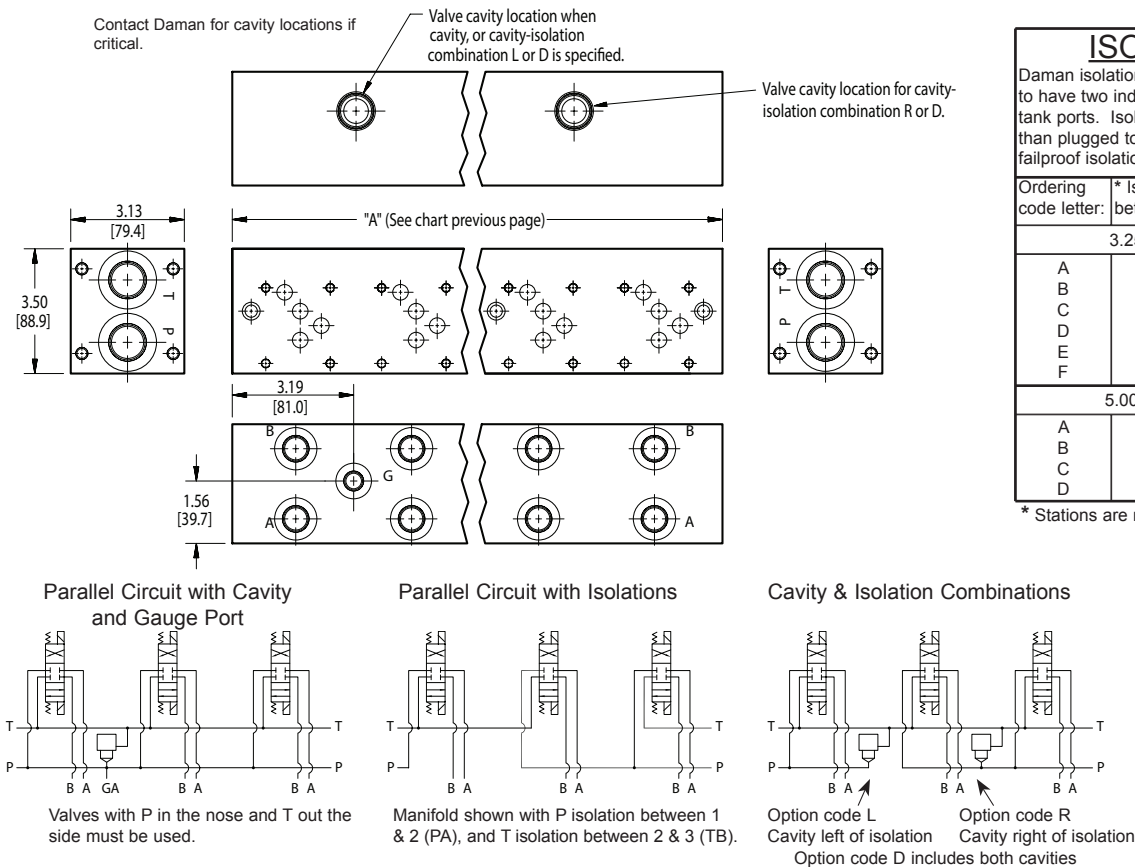 Contact Daman for cavity locations if
critical.
Valve cavity location when
cavity, or cavity-isolation
combination L or D is specified.
Valve cavity location for cavity-
isolation combination R or D.
3.13
[79.4]
"A" (See chart previous page)
3.50
[88.9]
T
P
T
P
3.19
[81.0]
B
B
G
1.56
[39.7]
A
A
Daman isolation
to have two ind
tank ports. Isol
than plugged to
failproof isolatio
Ordering
code letter:
* Is
bet
3.25
A
B
C
D
E
F
5.00
A
B
C
D
* Stations are
Parallel Circuit with Cavity
and Gauge Port
T
T
P
P
B A GA B A B A
Valves with P in the nose and T out the
side must be used.
Parallel Circuit with Isolations
T
T
P
P
B A B A B A
Manifold shown with P isolation between 1
& 2 (PA), and T isolation between 2 & 3 (TB).
Cavity & Isolation Combinations
T
T
P
P
B A B A B A
Option code L
Cavity left of isolation
Option code R
Cavity right of isolation
Option code D includes both cavities